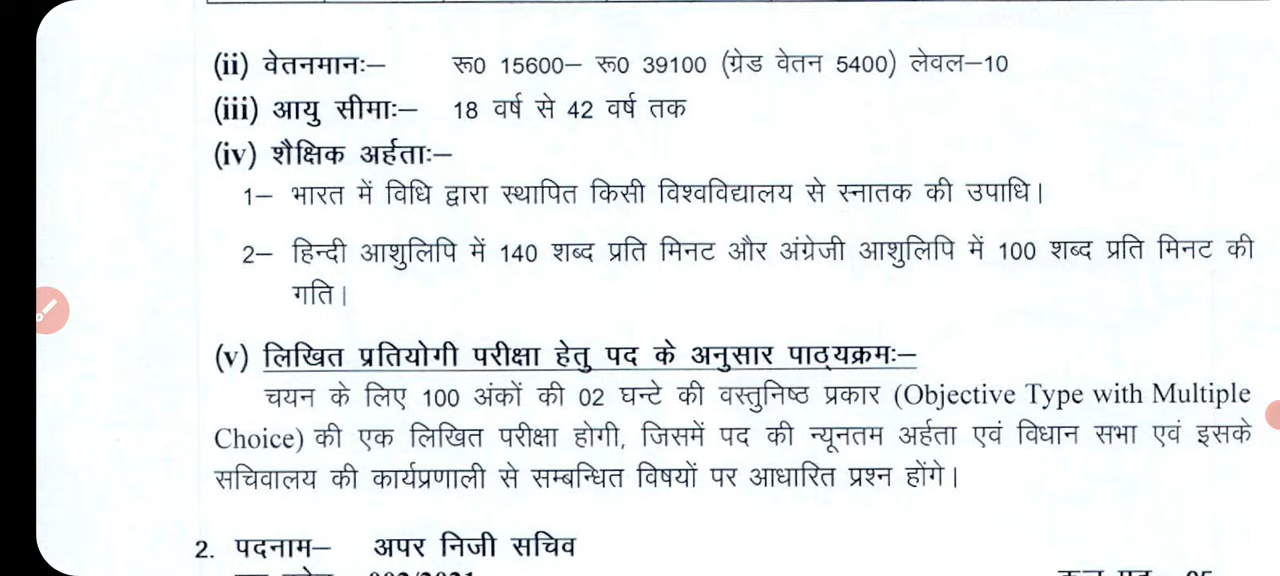 (ii) वेतनमानः– रू0 15600– रू0 39100 (ग्रेड वेतन 5400) लेवल–10
(iii) आयु सीमाः– 18 वर्ष से 42 वर्ष तक
(iv) शैक्षिक अर्हताः–
1– भारत में विधि द्वारा स्थापित किसी विश्वविद्यालय से स्नातक की उपाधि।
2– हिन्दी आशुलिपि में 140 शब्द प्रति मिनट और अंग्रेजी आशुलिपि में 100 शब्द प्रति मिनट की
गति।
(v) लिखित प्रतियोगी परीक्षा हेतु पद के अनुसार पाठ्यक्रमः–
चयन के लिए 100 अंकों की 02 घन्टे की वस्तुनिष्ठ प्रकार (Objective Type with Multiple
Choice) की एक लिखित परीक्षा होगी, जिसमें पद की न्यूनतम अर्हता एवं विधान सभा एवं इसके
सचिवालय की कार्यप्रणाली से सम्बन्धित विषयों पर आधारित प्रश्न होंगे।
2. पदनाम– अपर निजी सचिव